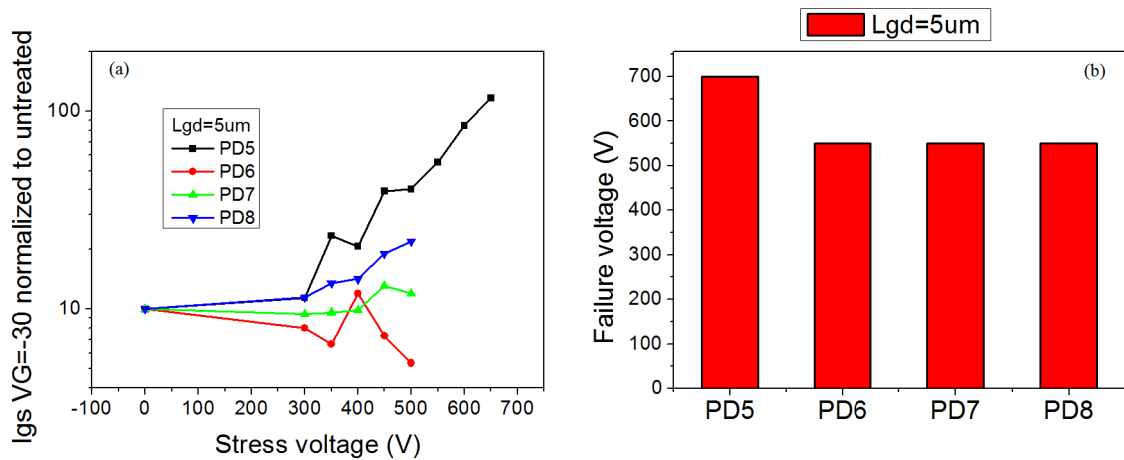 Lgd=5um
(a)
Igs VG=-30 normalized to untreated
100
10
Lgd=5um
PD5
PD6
PD7
PD8
-100 0 100 200 300 400 500 600 700
Stress voltage (V)
(b)
Failure voltage (V)
700
600
500
400
300
200
100
0
PD5 PD6 PD7 PD8